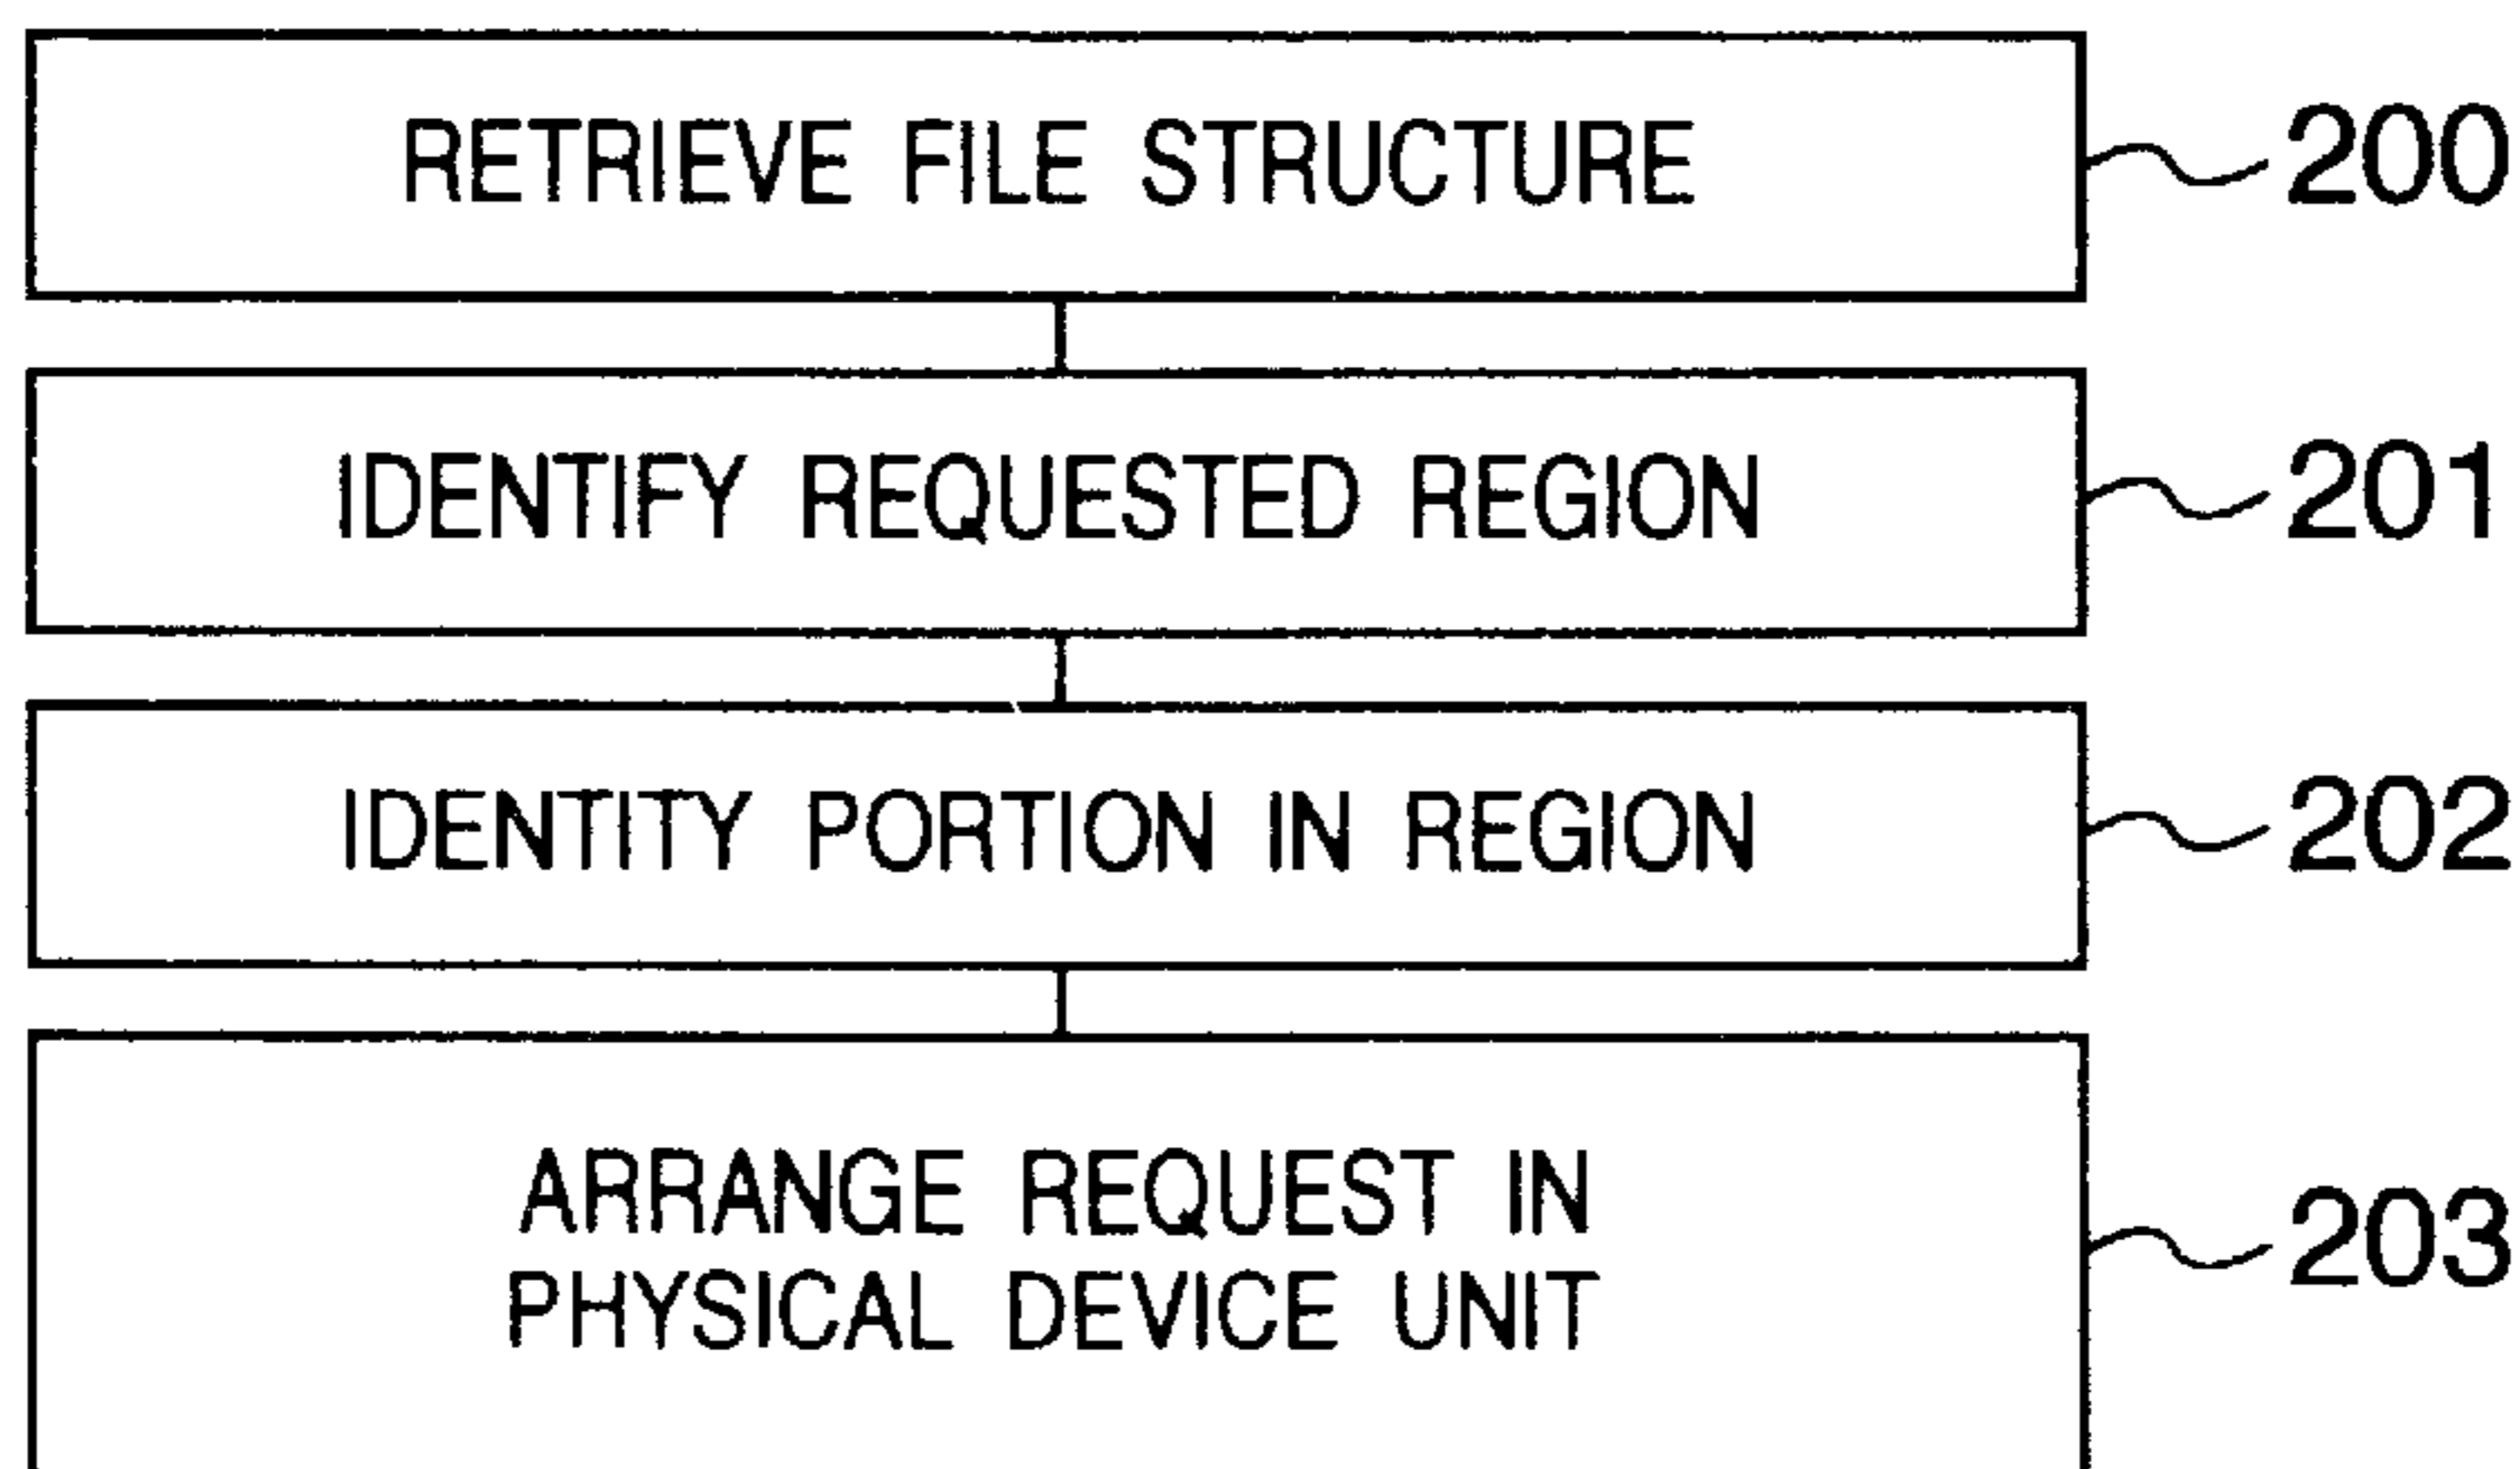 RETRIEVE FILE STRUCTURE 200
IDENTIFY REQUESTED REGION 201
IDENTITY PORTION IN REGION 202
ARRANGE REQUEST IN
PHYSICAL DEVICE UNIT 203